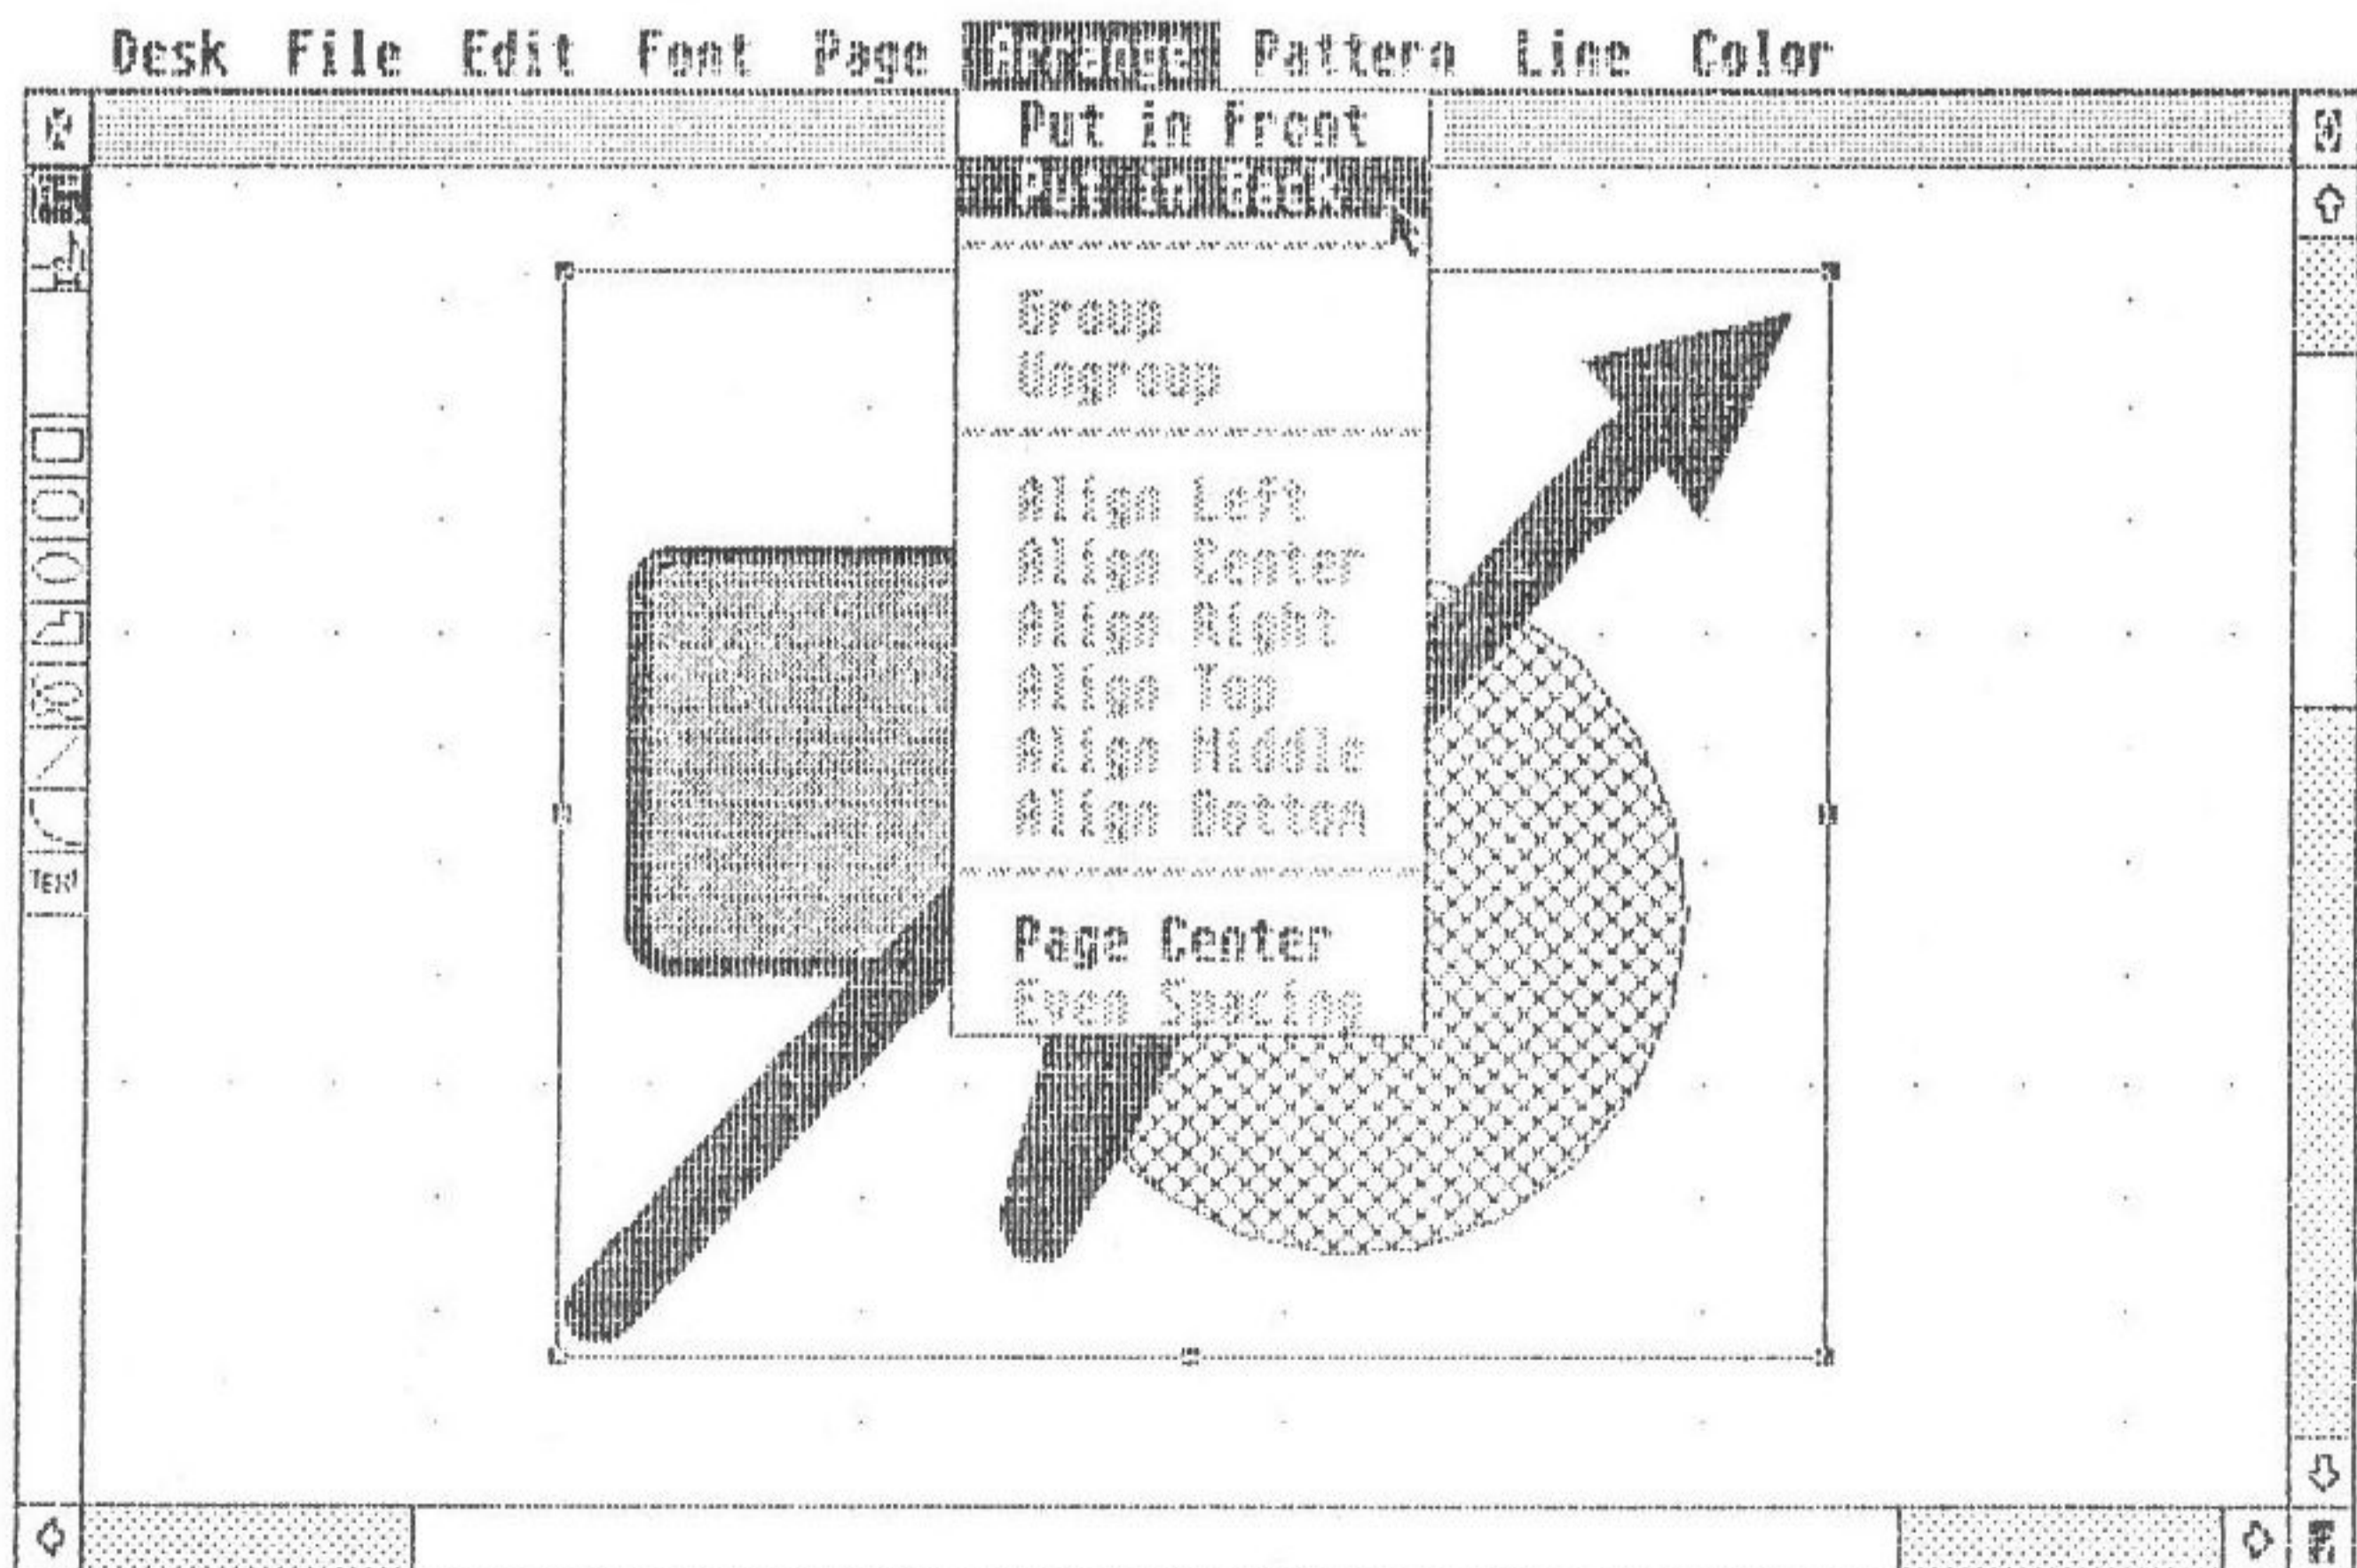 Desk File Edit Font Page Arrange Pattern Line Color
Put in Front
Put in Back
Group
Ungroup
Align Left
Align Center
Align Right
Align Top
Align Middle
Align Bottom
Page Center
Even Spacing
TEXT